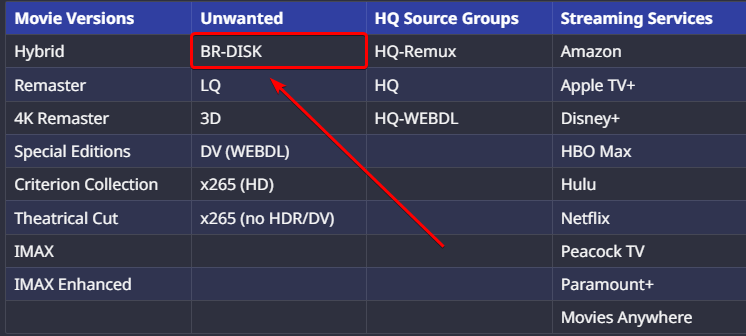 Movie Versions Unwanted HQ Source Groups Streaming Services
Hybrid BR-DISK HQ-Remux Amazon
Remaster LQ HQ Apple TV+
4K Remaster 3D HQ-WEBDL Disney+
Special Editions DV (WEBDL) HBO Max
Criterion Collection x265 (HD) Hulu
Theatrical Cut x265 (no HDR/DV) Netflix
IMAX Peacock TV
IMAX Enhanced Paramount+
Movies Anywhere